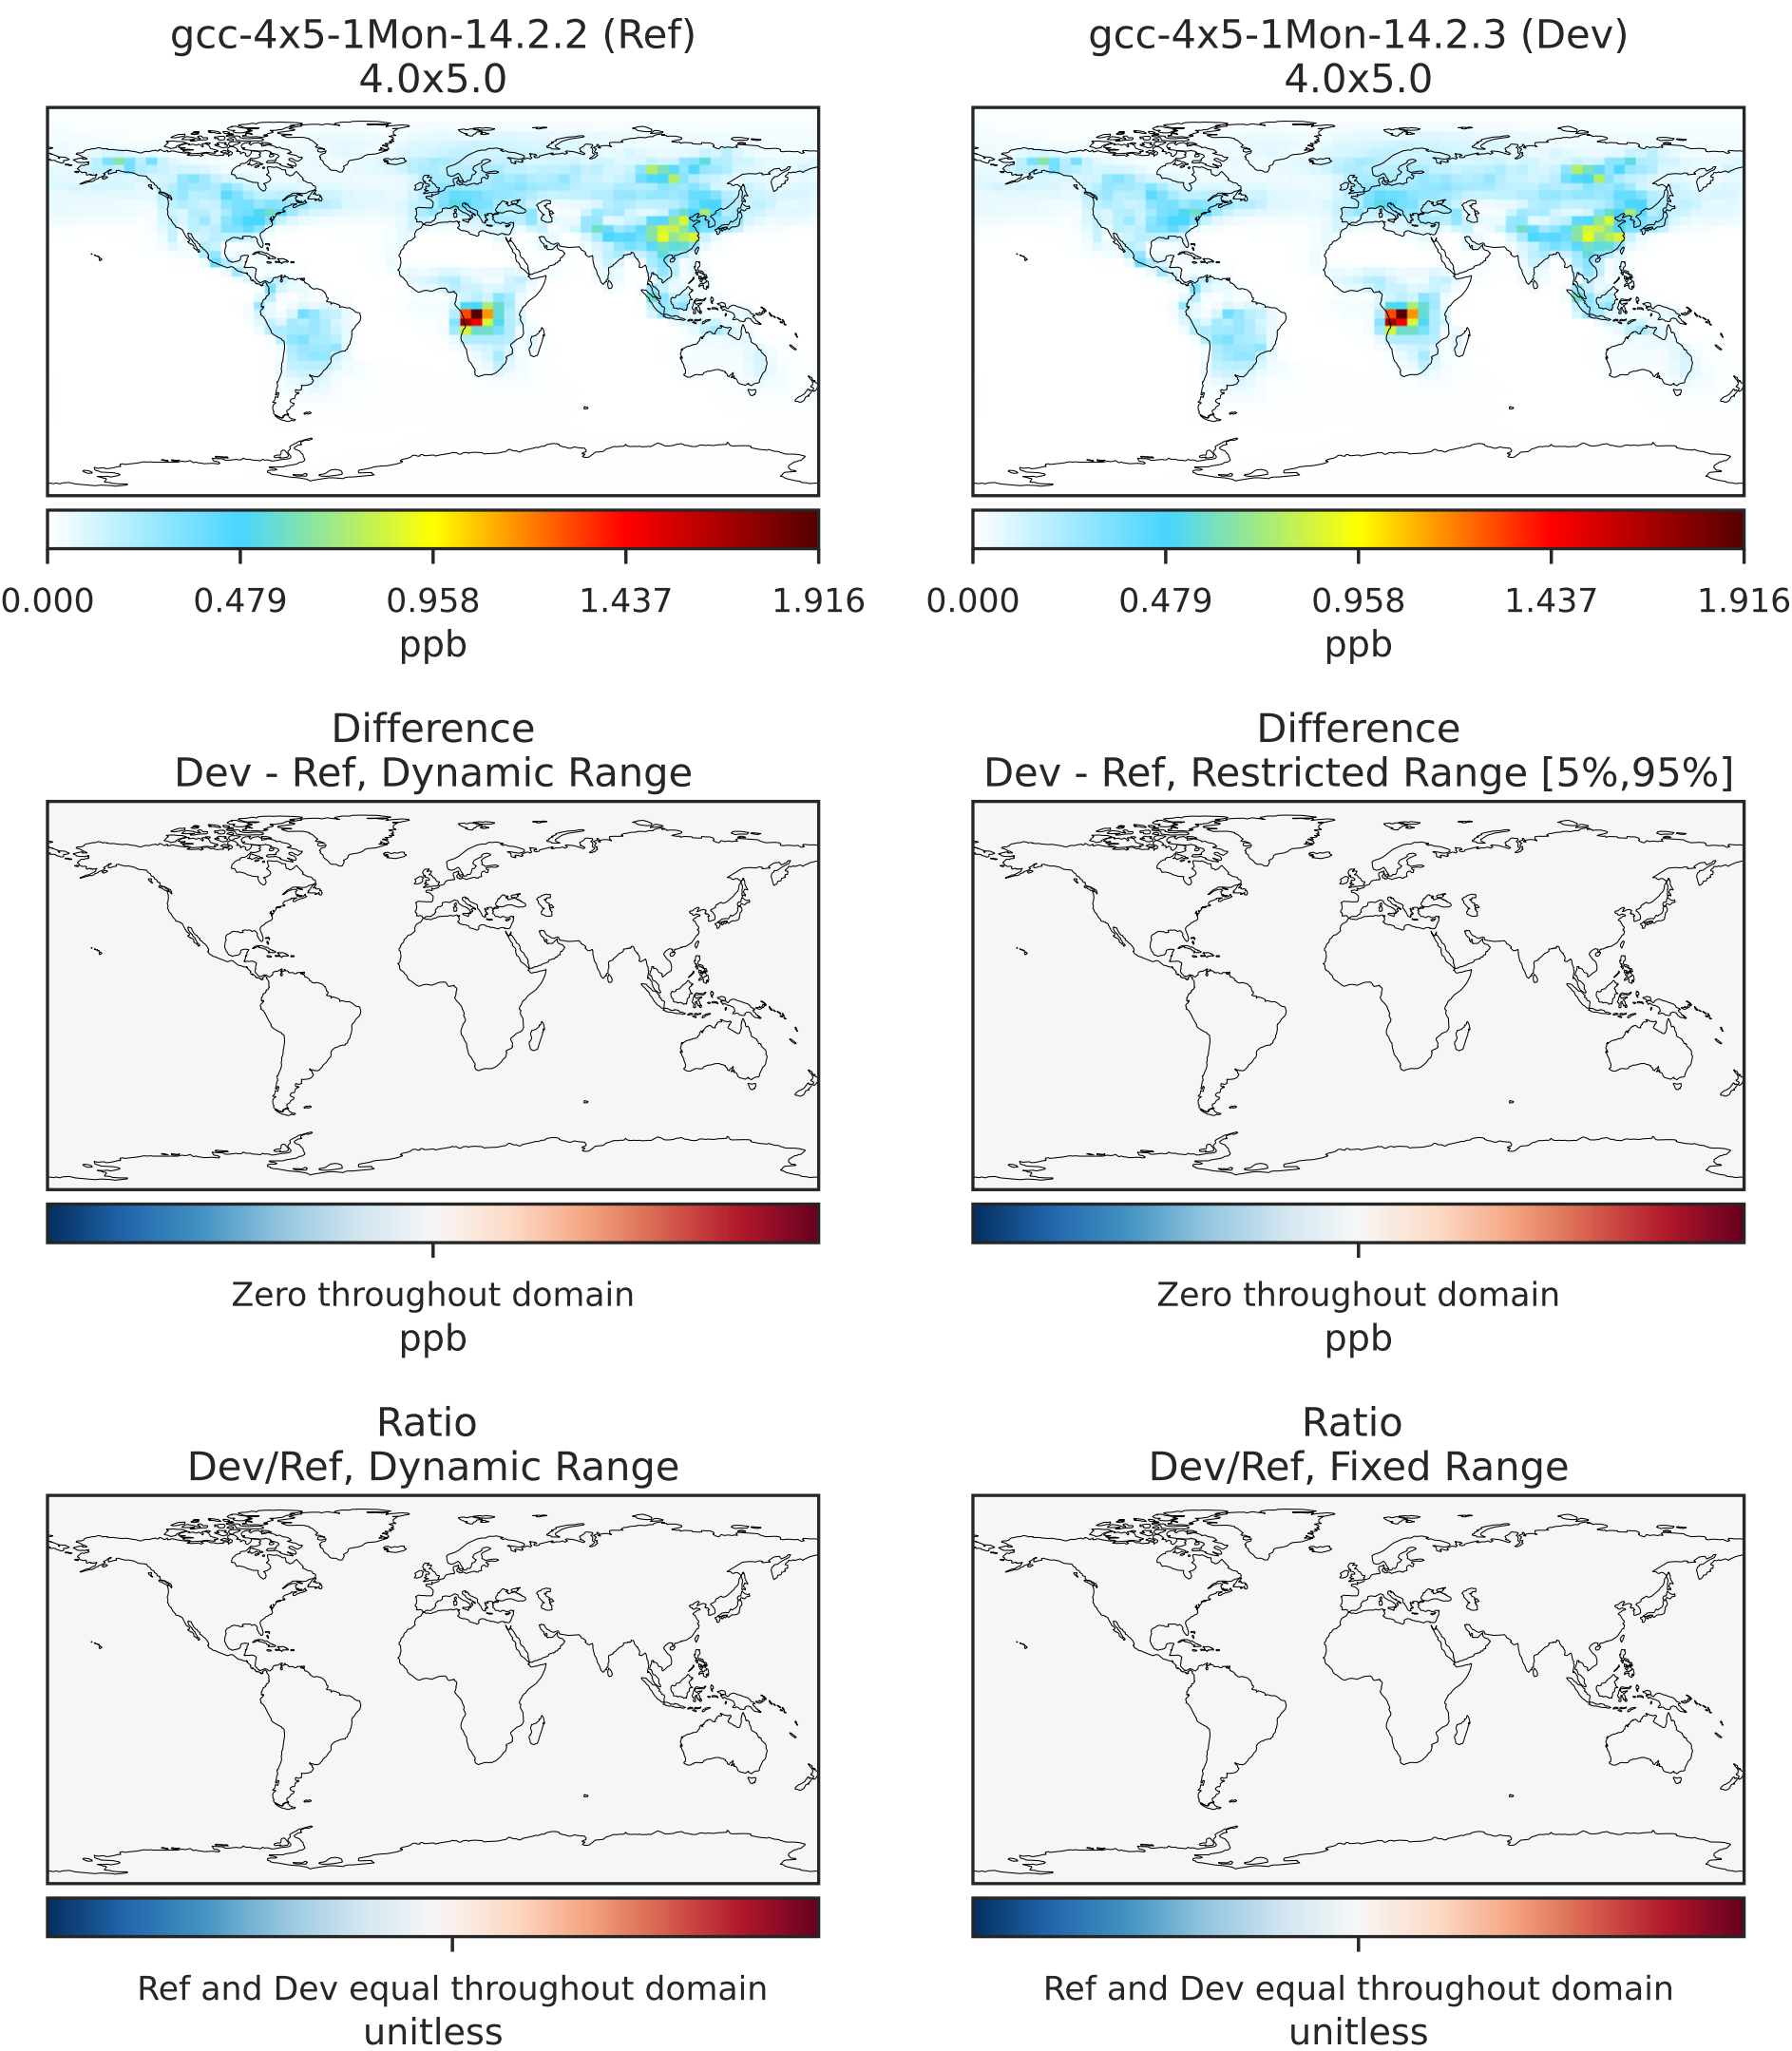 gcc-4x5-1Mon-14.2.2 (Ref)
4.0x5.0
gcc-4x5-1Mon-14.2.3 (Dev)
4.0x5.0
0.000 0.479 0.958 1.437 1.916
ppb
0.000 0.479 0.958 1.437 1.916
ppb
Difference
Dev - Ref, Dynamic Range
Difference
Dev - Ref, Restricted Range [5%,95%]
Zero throughout domain
ppb
Zero throughout domain
ppb
Ratio
Dev/Ref, Dynamic Range
Ratio
Dev/Ref, Fixed Range
Ref and Dev equal throughout domain
unitless
Ref and Dev equal throughout domain
unitless